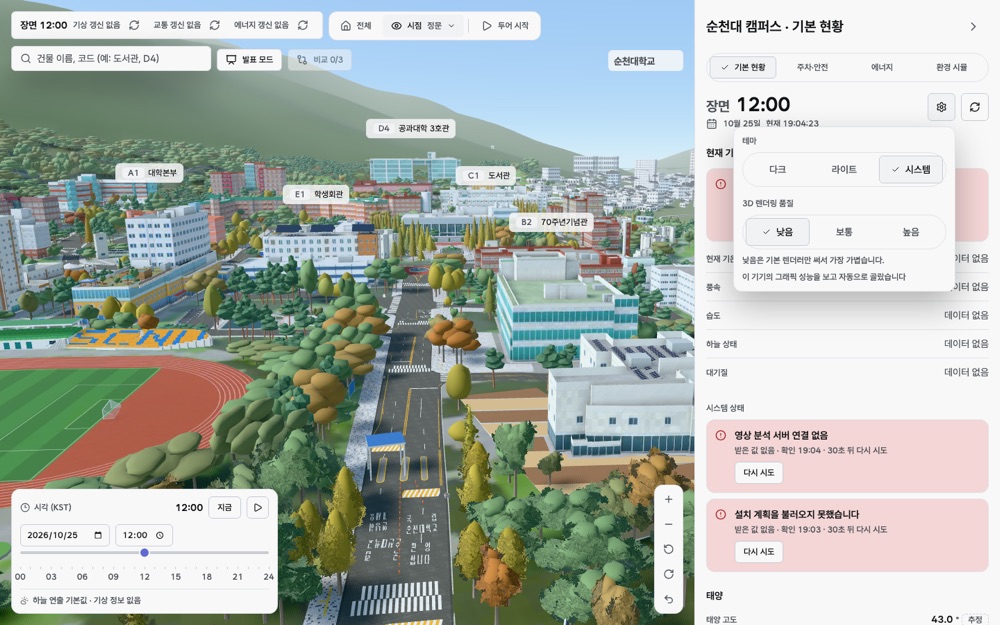 장면 12:00 기상 갱신 없음 교통 갱신 없음 에너지 갱신 없음
전체 시점 정문 투어 시작
건물 이름, 코드 (예: 도서관, D4)
발표 모드
비교 0/3
순천대학교
D4 공과대학 3호관
A1 대학본부
C1 도서관
E1 학생회관
B2 70주년기념관
SCNU
시각 (KST) 12:00 지금
2026/10/25 12:00
00 03 06 09 12 15 18 21 24
하늘 연출 기본값 · 기상 정보 없음
순천대 캠퍼스 · 기본 현황
기본 현황 주차·안전 에너지 환경 시뮬
장면 12:00
10월 25일 현재 19:04:23
테마
다크 라이트 시스템
3D 렌더링 품질
낮음 보통 높음
낮음은 기본 렌더러만 써서 가장 가볍습니다.
이 기기의 그래픽 성능을 보고 자동으로 골랐습니다
현재 기
현재 기온
풍속 데이터 없음
습도 데이터 없음
하늘 상태 데이터 없음
대기질 데이터 없음
시스템 상태
영상 분석 서버 연결 없음
받은 값 없음 · 확인 19:04 · 30초 뒤 다시 시도
다시 시도
설치 계획을 불러오지 못했습니다
받은 값 없음 · 확인 19:03 · 30초 뒤 다시 시도
다시 시도
태양
태양 고도 43.0 ° 추정